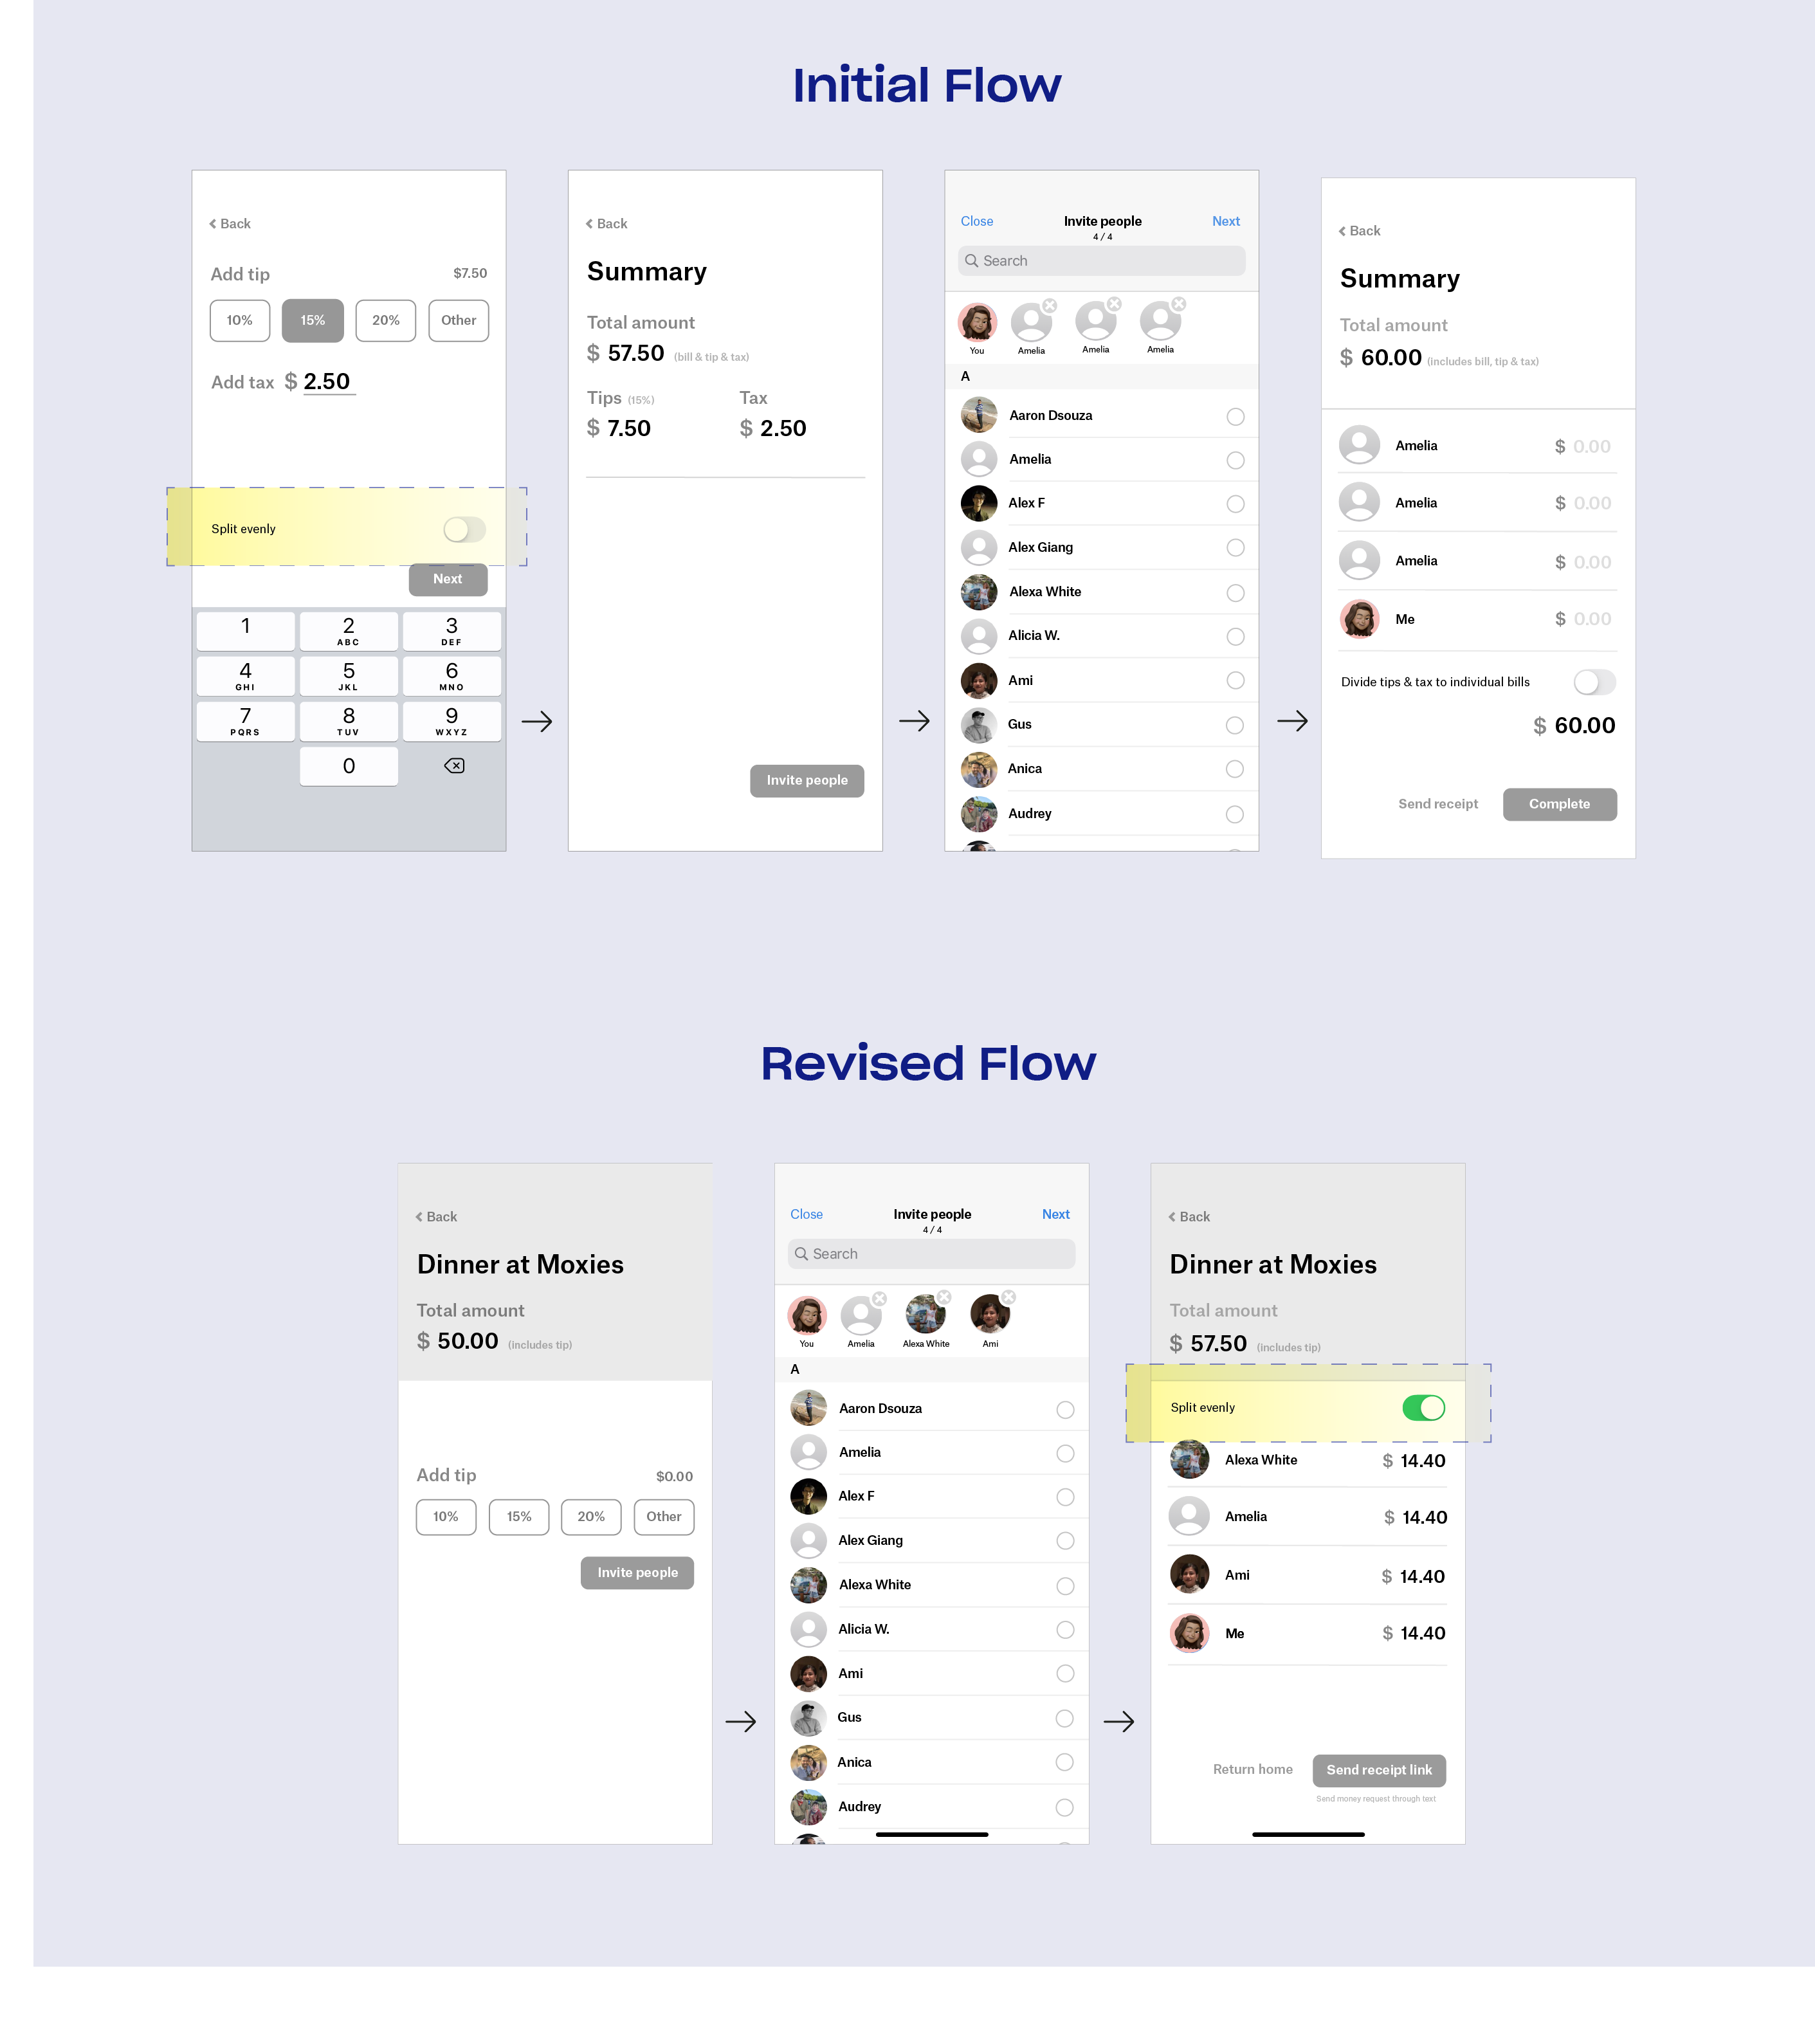 Initial Flow
Back
Add tip $7.50
10% 15% 20% Other
Add tax $ 2.50
Split evenly
Next
1 2 3
ABC DEF
4 5 6
GHI JKL MNO
7 8 9
PQRS TUV WXYZ
0
Back
Summary
Total amount
$ 57.50 (bill & tip & tax)
Tips (15%) Tax
$ 7.50 $ 2.50
Invite people
Close Invite people Next
4 / 4
Search
You Amelia Amelia Amelia
A
Aaron Dsouza
Amelia
Alex F
Alex Giang
Alexa White
Alicia W.
Ami
Gus
Anica
Audrey
Back
Summary
Total amount
$ 60.00 (includes bill, tip & tax)
Amelia $ 0.00
Amelia $ 0.00
Amelia $ 0.00
Me $ 0.00
Divide tips & tax to individual bills
$ 60.00
Send receipt Complete
Revised Flow
Back
Dinner at Moxies
Total amount
$ 50.00 (includes tip)
Add tip $0.00
10% 15% 20% Other
Invite people
Close Invite people Next
4 / 4
Search
You Amelia Alexa White Ami
A
Aaron Dsouza
Amelia
Alex F
Alex Giang
Alexa White
Alicia W.
Ami
Gus
Anica
Audrey
Back
Dinner at Moxies
Total amount
$ 57.50 (includes tip)
Split evenly
Alexa White $ 14.40
Amelia $ 14.40
Ami $ 14.40
Me $ 14.40
Return home Send receipt link
Send money request through text